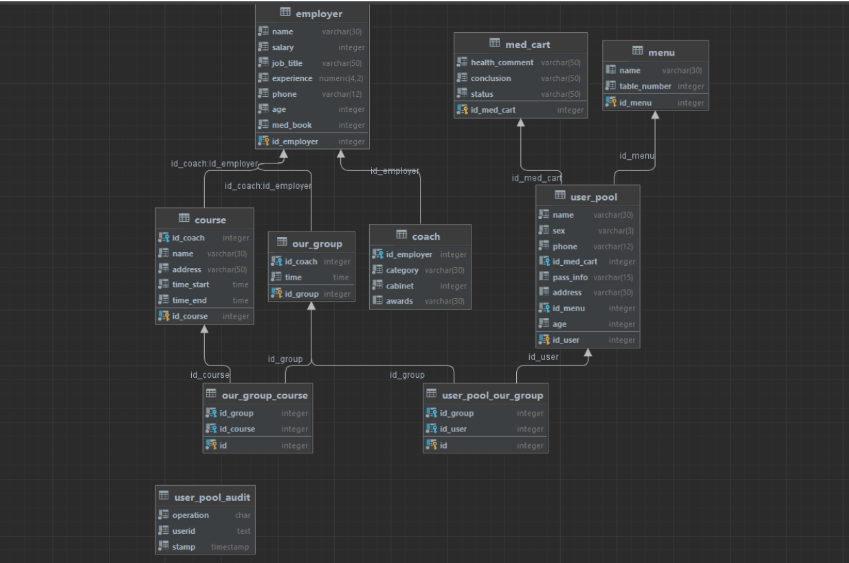 employer
name varchar(30)
salary integer
job_title varchar(50)
experience numeric(4,2)
phone varchar(12)
age integer
med_book integer
id_employer integer
med_cart
health_comment varchar(50)
conclusion varchar(50)
status varchar(50)
id_med_cart integer
menu
name varchar(30)
table_number integer
id_menu integer
id_coach:id_employer
id_coach:id_employer
id_employer
id_med_cart
id_menu
course
id_coach integer
name varchar(30)
address varchar(50)
time_start time
time_end time
id_course integer
our_group
id_coach integer
time time
id_group integer
coach
id_employer integer
category varchar(30)
cabinet integer
awards varchar(30)
user_pool
name varchar(30)
sex varchar(3)
phone varchar(12)
id_med_cart integer
pass_info varchar(15)
address varchar(30)
id_menu integer
age integer
id_user integer
id_course
id_group
id_group
id_user
our_group_course
id_group integer
id_course integer
id integer
user_pool_our_group
id_group integer
id_user integer
id integer
user_pool_audit
operation char
userid text
stamp timestamp